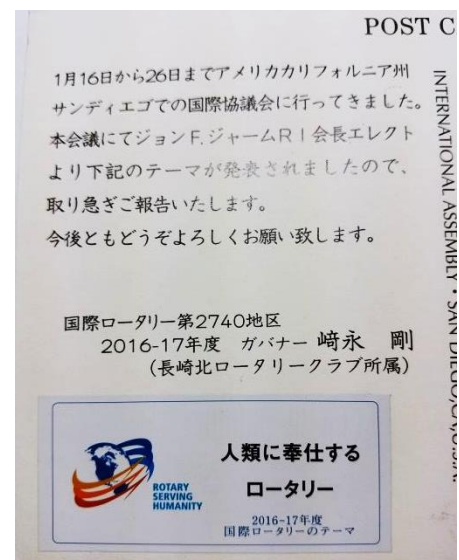 POST C
1月16日から26日までアメリカカリフォルニア州
サンディエゴでの国際協議会に行ってきました。
本会議にてジョンF.ジャームRI会長エレクト
より下記のテーマが発表されましたので、
取り急ぎご報告いたします。
今後ともどうぞよろしくお願い致します。
INTERNATIONAL ASSEMBLY • SAN DIEGO, CA, U.S.A.
国際ロータリー第2740地区
2016-17年度 ガバナー 﨑永 剛
(長崎北ロータリークラブ所属)
ROTARY
SERVING
HUMANITY
人類に奉仕する
ロータリー
2016-17年度
国際ロータリーのテーマ